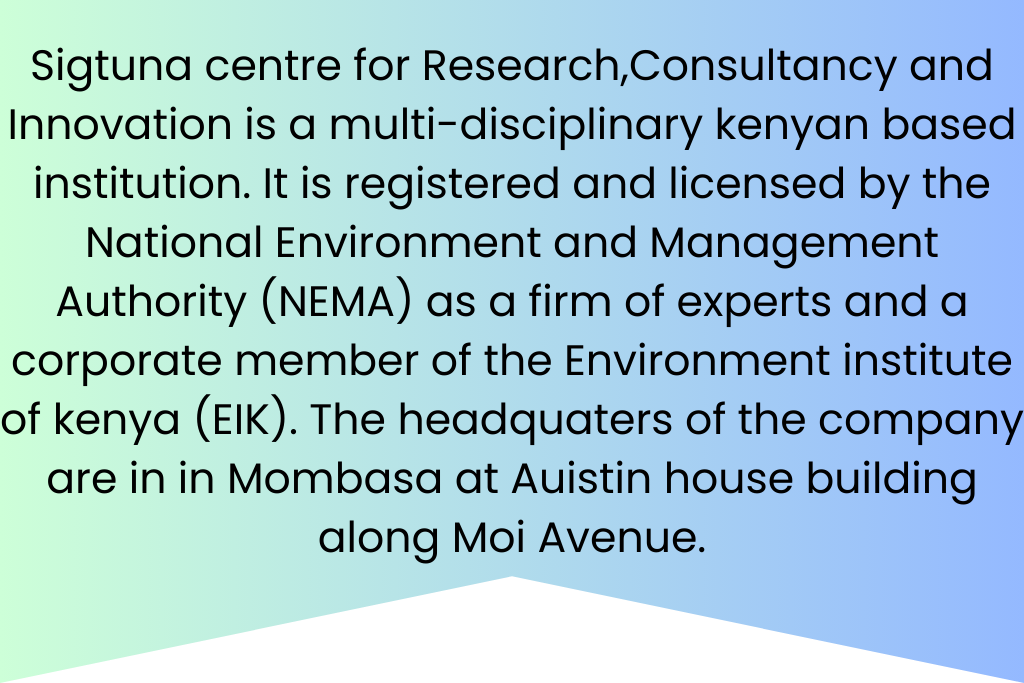 Sigtuna centre for Research,Consultancy and
Innovation is a multi-disciplinary kenyan based
institution. It is registered and licensed by the
National Environment and Management
Authority (NEMA) as a firm of experts and a
corporate member of the Environment institute
of kenya (EIK). The headquaters of the company
are in in Mombasa at Auistin house building
along Moi Avenue.